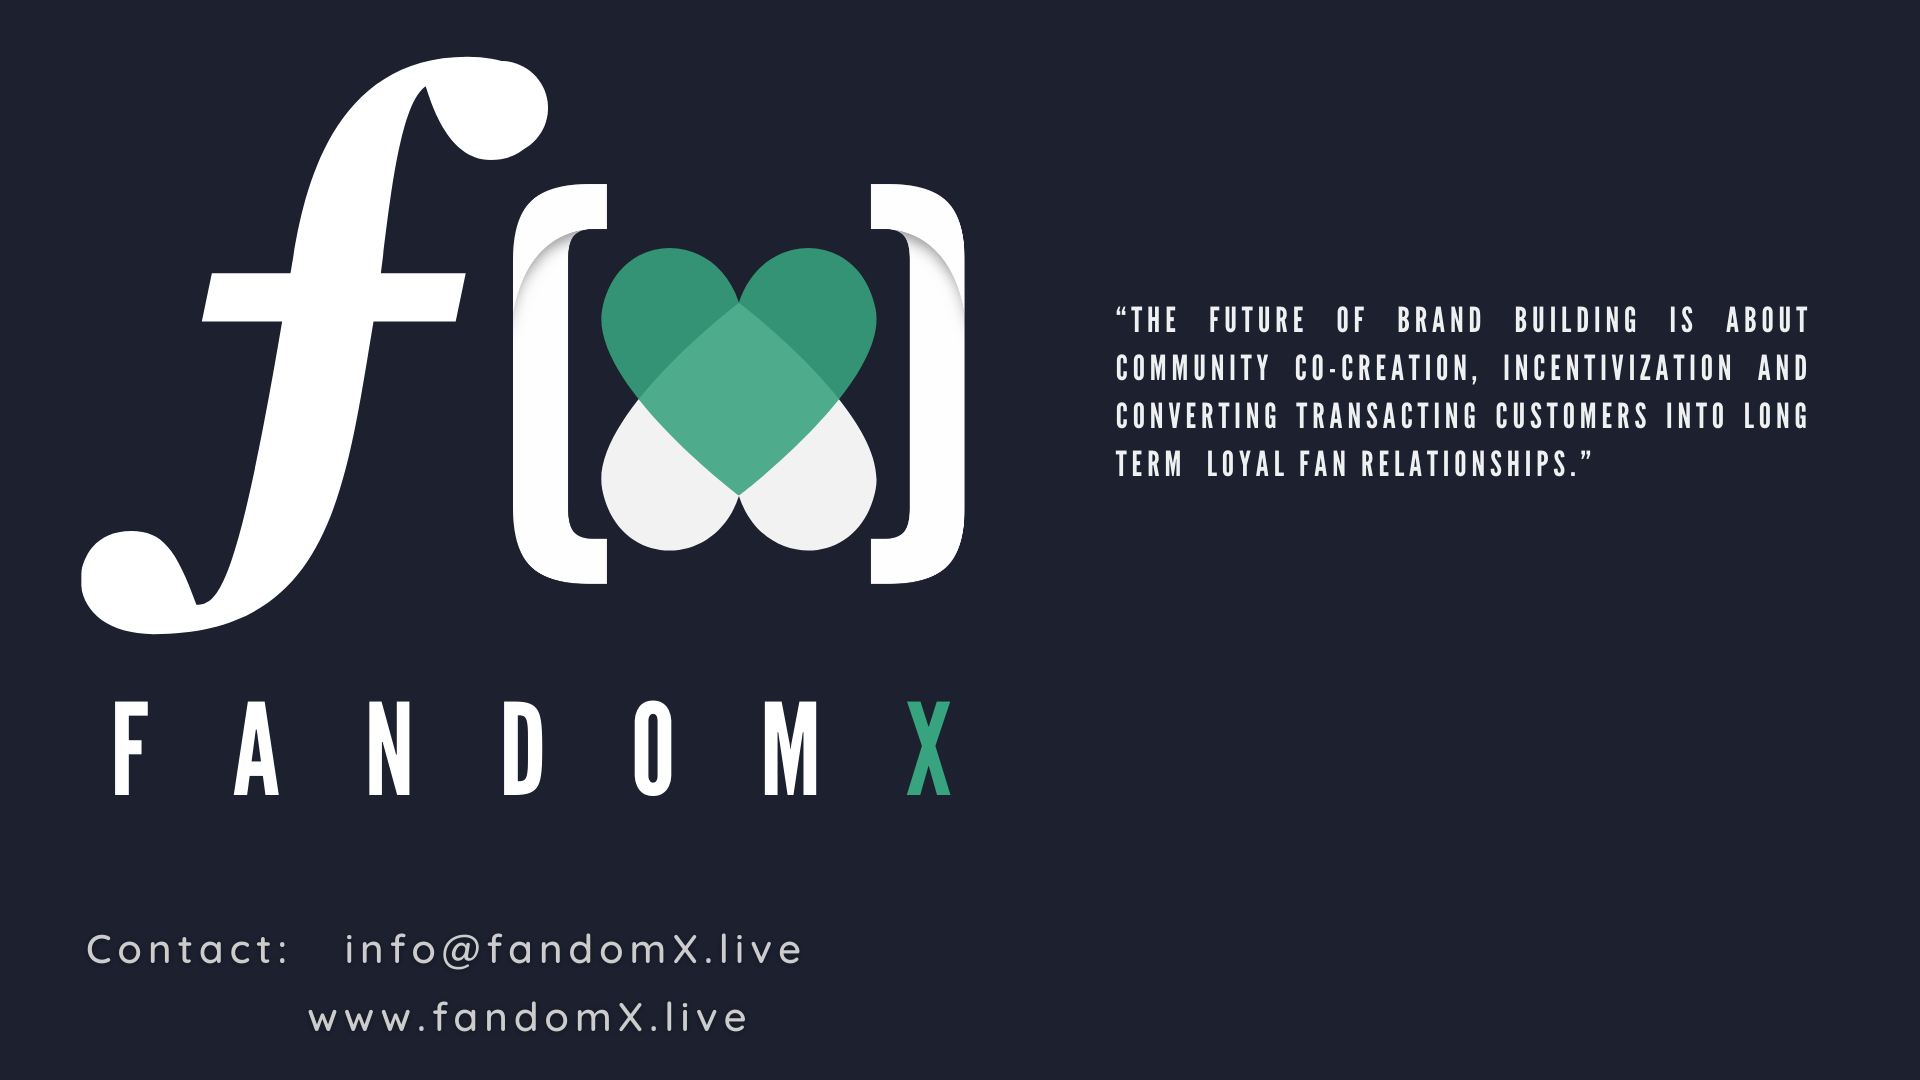 f[x]
FANDOMX
“THE FUTURE OF BRAND BUILDING IS ABOUT
COMMUNITY CO-CREATION, INCENTIVIZATION AND
CONVERTING TRANSACTING CUSTOMERS INTO LONG
TERM LOYAL FAN RELATIONSHIPS.”
Contact: info@fandomX.live
www.fandomX.live